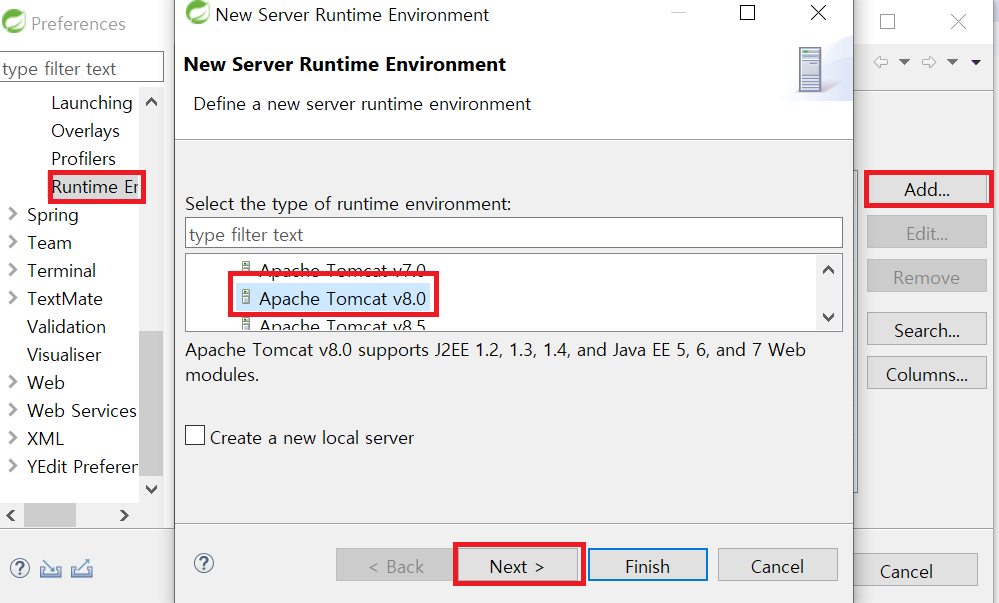 Preferences
type filter text
Launching
Overlays
Profilers
Runtime Er
Spring
Team
Terminal
TextMate
Validation
Visualiser
Web
Web Services
XML
YEdit Prefere
New Server Runtime Environment
New Server Runtime Environment
Define a new server runtime environment
Select the type of runtime environment:
type filter text
Apache Tomcat v7.0
Apache Tomcat v8.0
Apache Tomcat v8.5
Apache Tomcat v8.0 supports J2EE 1.2, 1.3, 1.4, and Java EE 5, 6, and 7 Web
modules.
Create a new local server
< Back
Next >
Finish
Cancel
Add...
Edit...
Remove
Search...
Columns...
Cancel